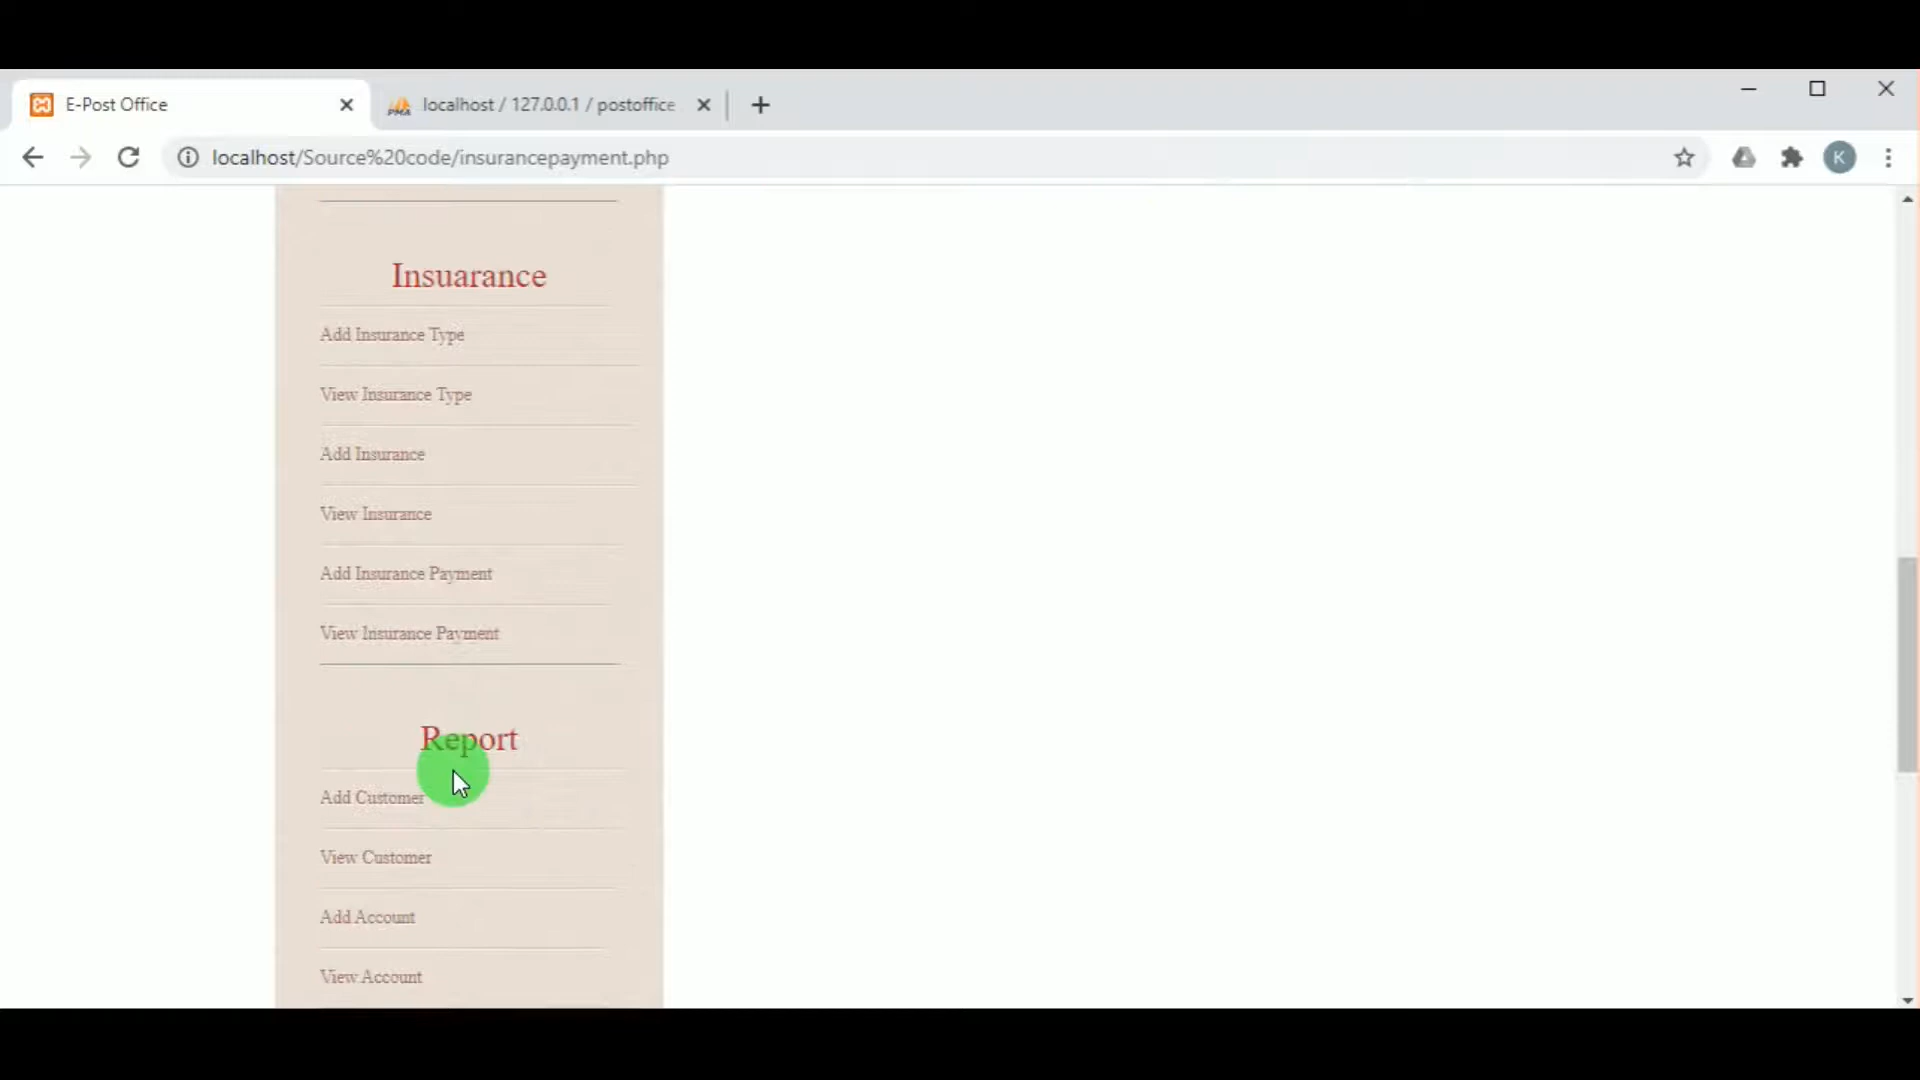 E-Post Office
localhost / 127.0.0.1 / postoffice
localhost/Source%20code/insurancepayment.php
K
Insuarance
Add Insurance Type
View Insurance Type
Add Insurance
View Insurance
Add Insurance Payment
View Insurance Payment
Report
Add Customer
View Customer
Add Account
View Account